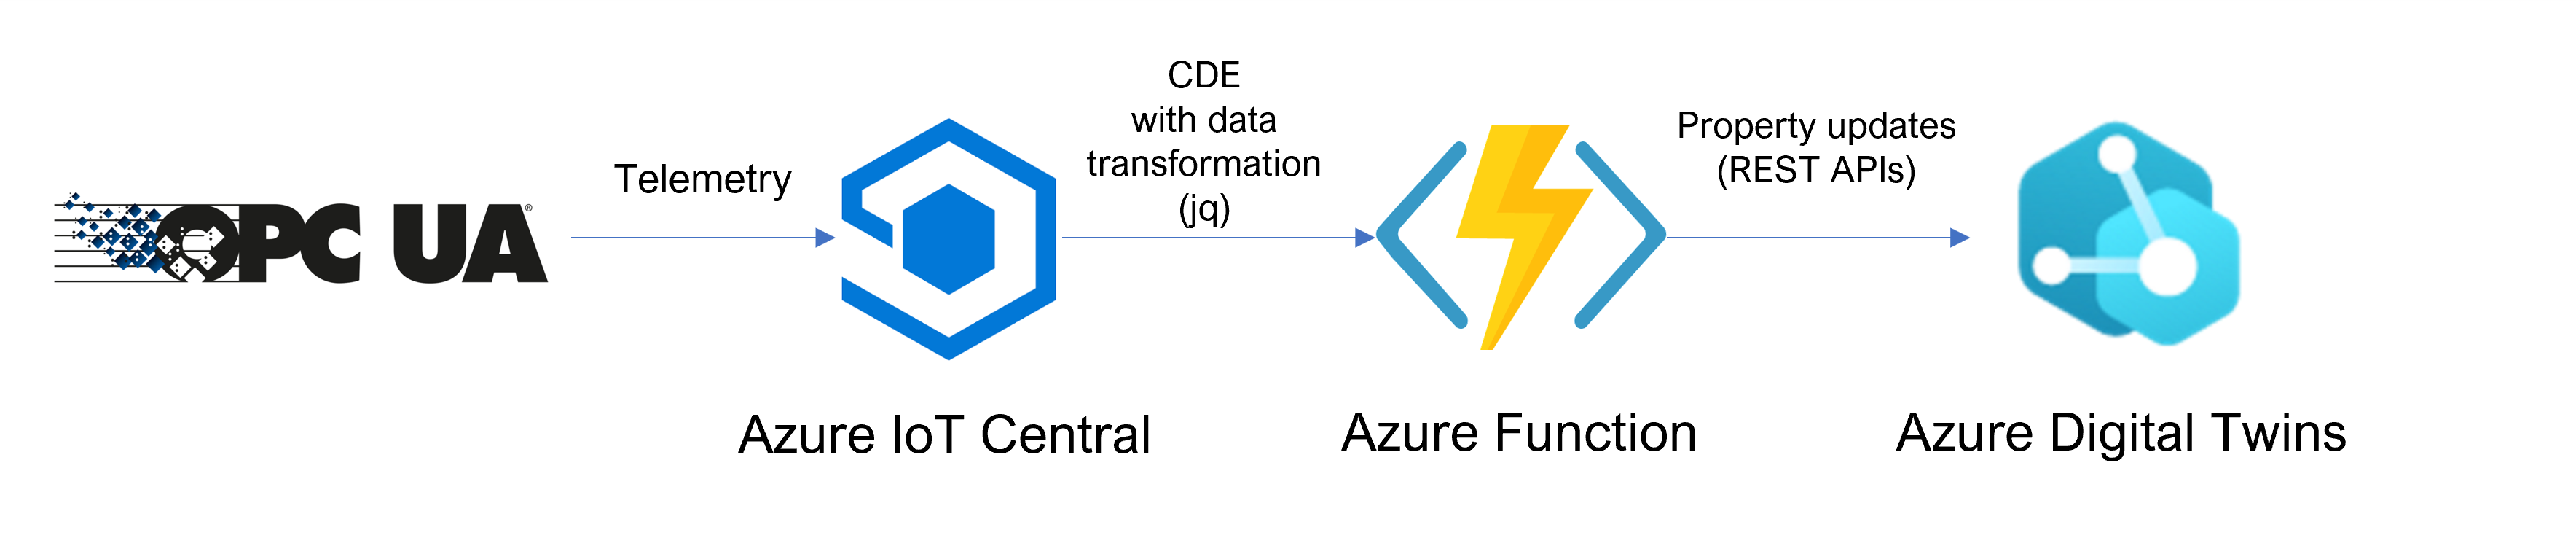 OPC UA®
Telemetry
Azure IoT Central
CDE
with data
transformation
(jq)
Azure Function
Property updates
(REST APIs)
Azure Digital Twins